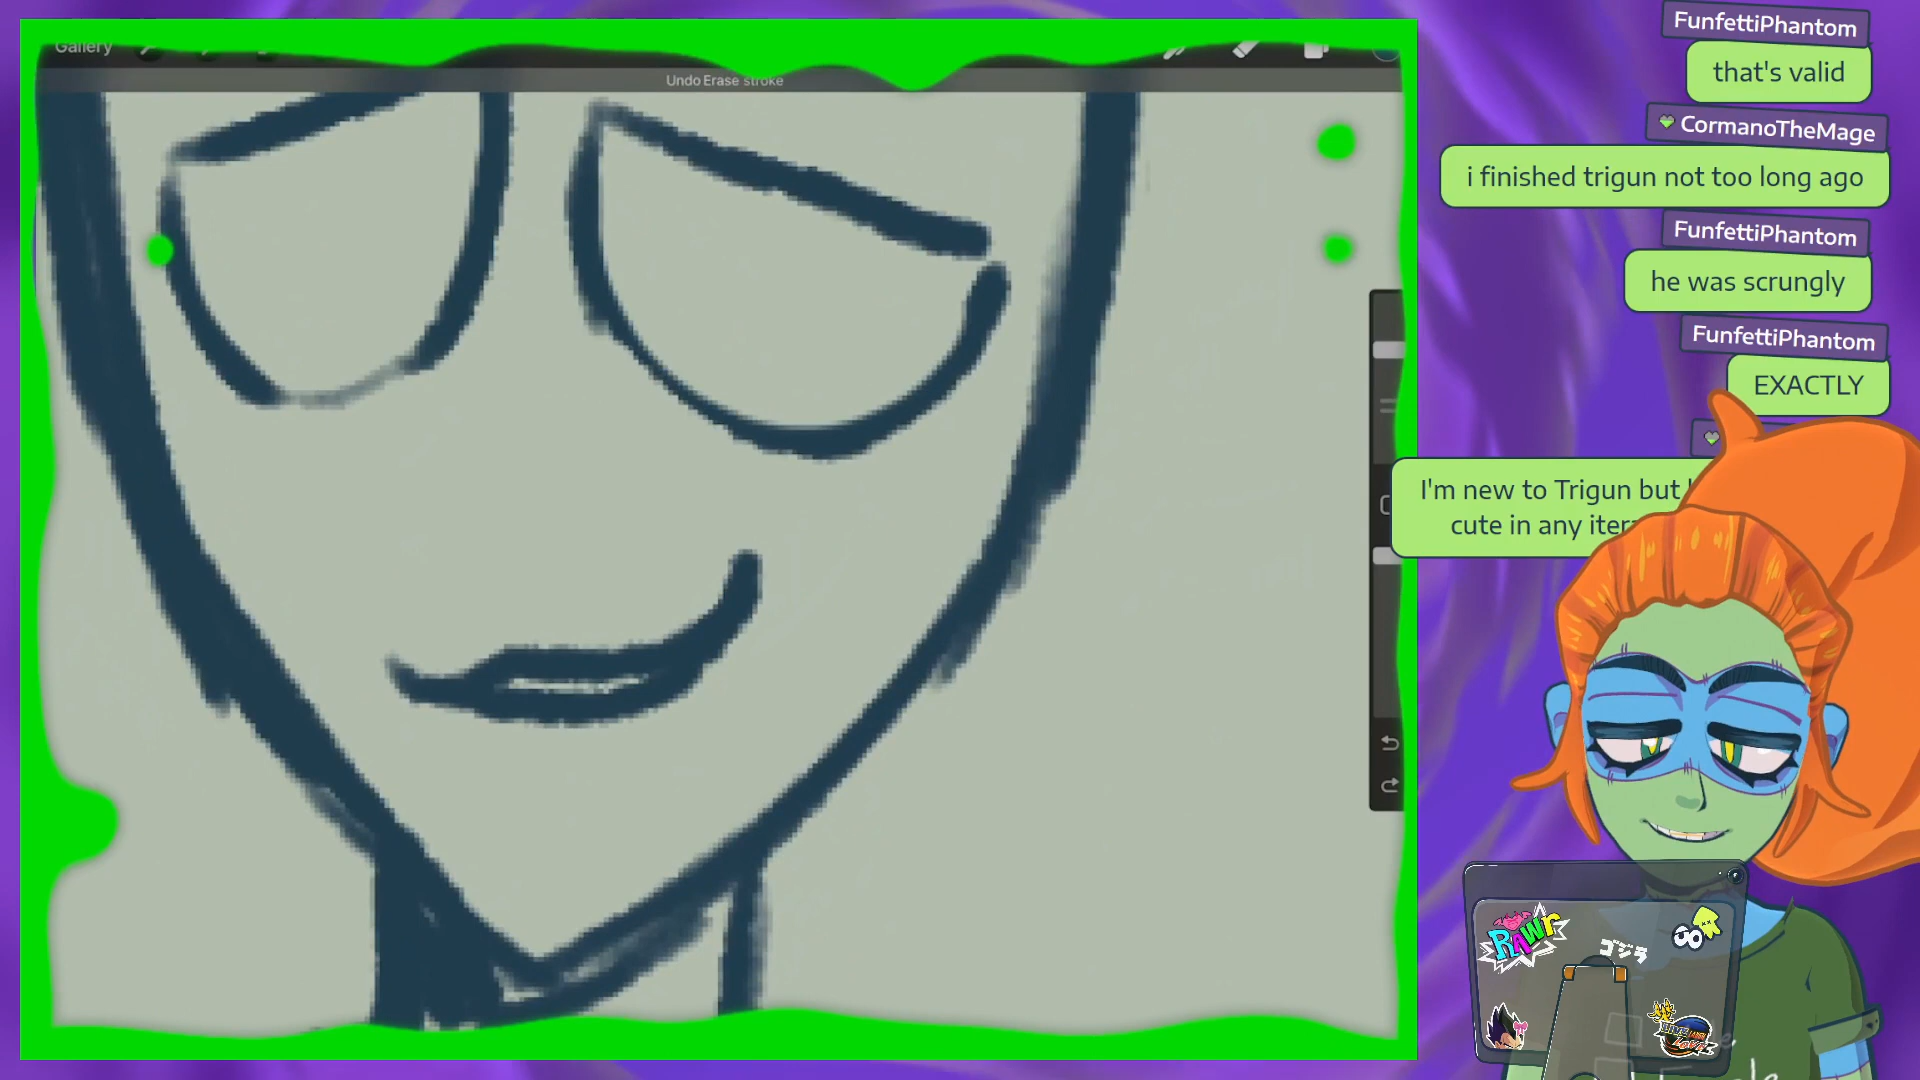 Gallery
Undo Erase stroke
FunfettiPhantom
that's valid
CormanoTheMage
i finished trigun not too long ago
FunfettiPhantom
he was scrungly
FunfettiPhantom
EXACTLY
I'm new to Trigun but
cute in any
RAWr
ゴジラ